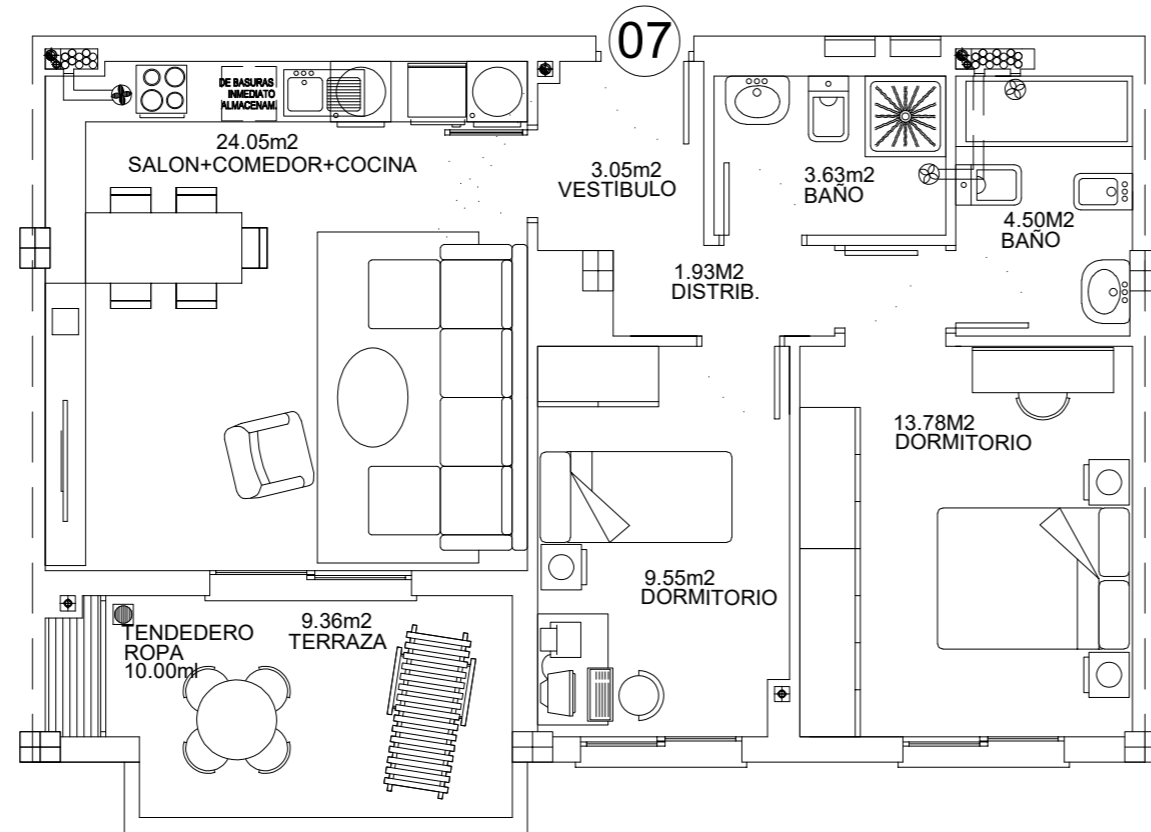 07
DE BASURAS
INMEDIATO
ALMACENAM.
24.05m2
SALON+COMEDOR+COCINA
3.05m2
VESTIBULO
3.63m2
BAÑO
4.50M2
BAÑO
1.93M2
DISTRIB.
13.78M2
DORMITORIO
9.55m2
DORMITORIO
9.36m2
TERRAZA
TENDEDERO
ROPA
10.00ml